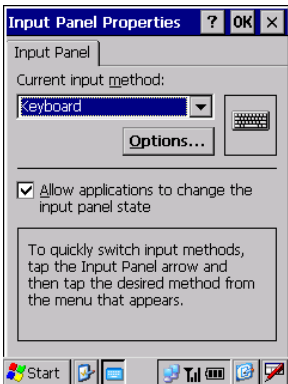 Input Panel Properties ? OK ×
Input Panel
Current input method:
Keyboard
Options...
Allow applications to change the
input panel state
To quickly switch input methods,
tap the Input Panel arrow and
then tap the desired method from
the menu that appears.
Start